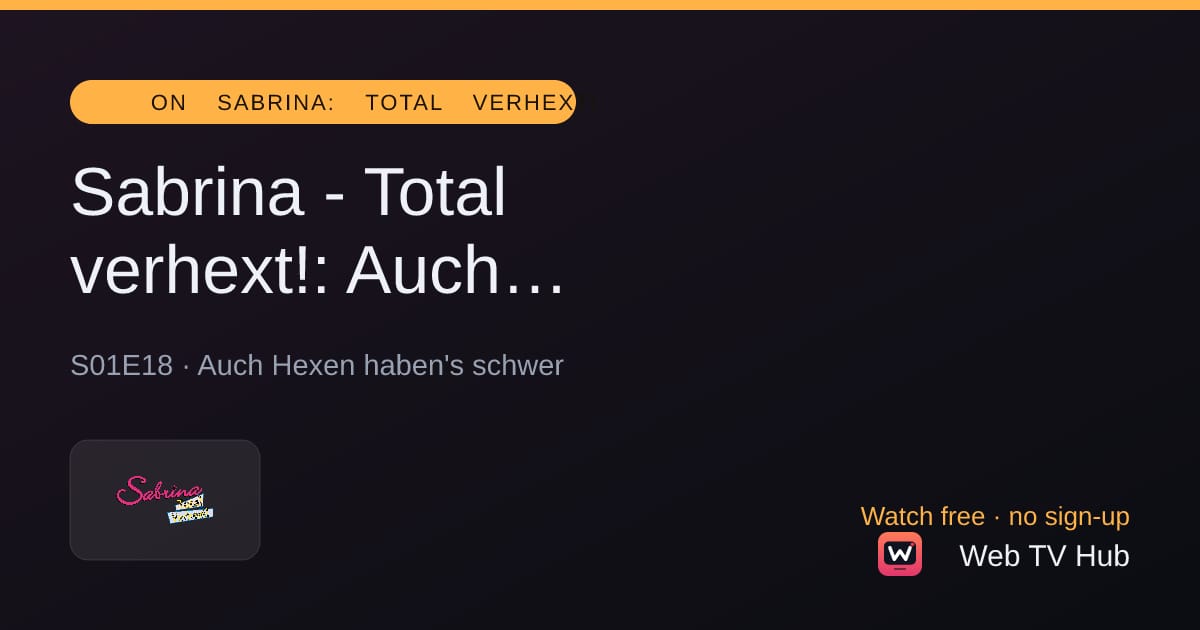 ON SABRINA: TOTAL VERHEX
Sabrina - Total
verhext!: Auch…
S01E18 · Auch Hexen haben's schwer
Sabrina
Watch free · no sign-up
W
Web TV Hub